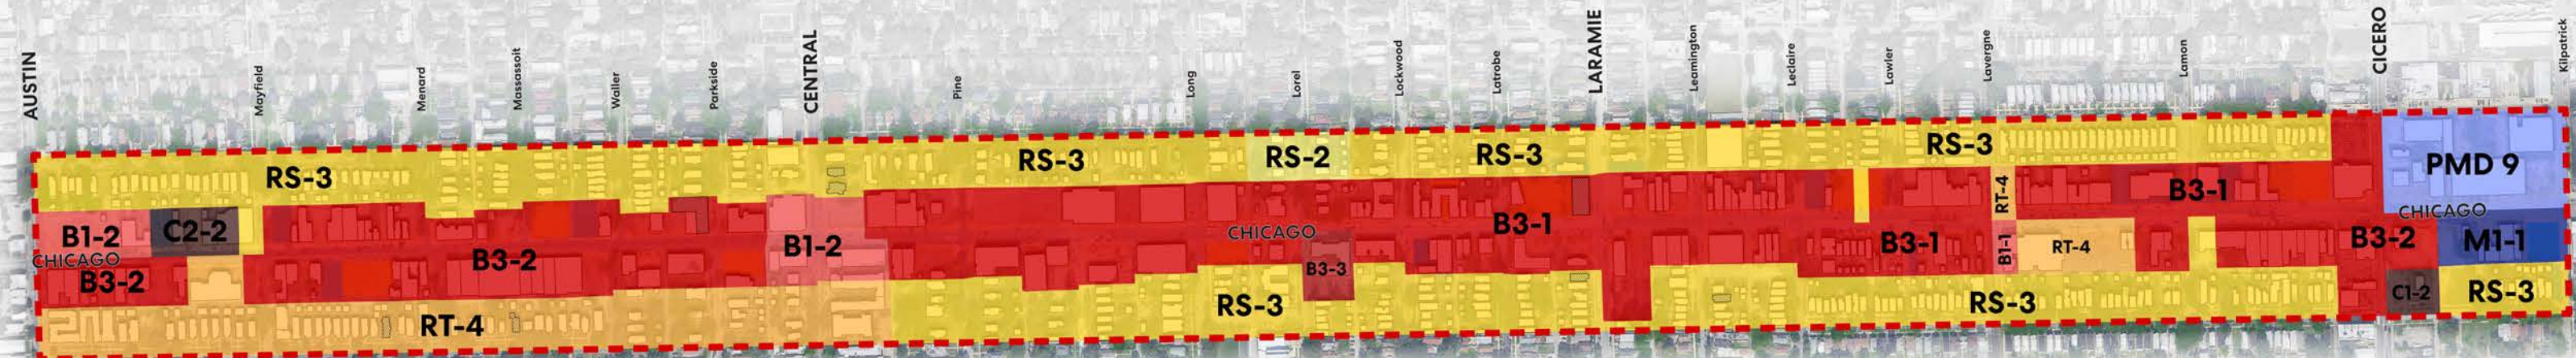 AUSTIN
Mayfield
Menard
Massasoit
Waller
Parkside
CENTRAL
Pine
Long
Lorel
Lockwood
Latrobe
LARAMIE
Leamington
Leclaire
Lawler
Lavergne
Lamon
CICERO
Kilpatrick
RS-3
RS-3
RS-2
RS-3
RS-3
PMD 9
B1-2
C2-2
B3-2
B1-2
CHICAGO
B3-1
RT-4
B3-1
CHICAGO
CHICAGO
B3-2
B3-3
B3-1
B1-1
RT-4
B3-2
M1-1
RT-4
RS-3
RS-3
C1-2
RS-3